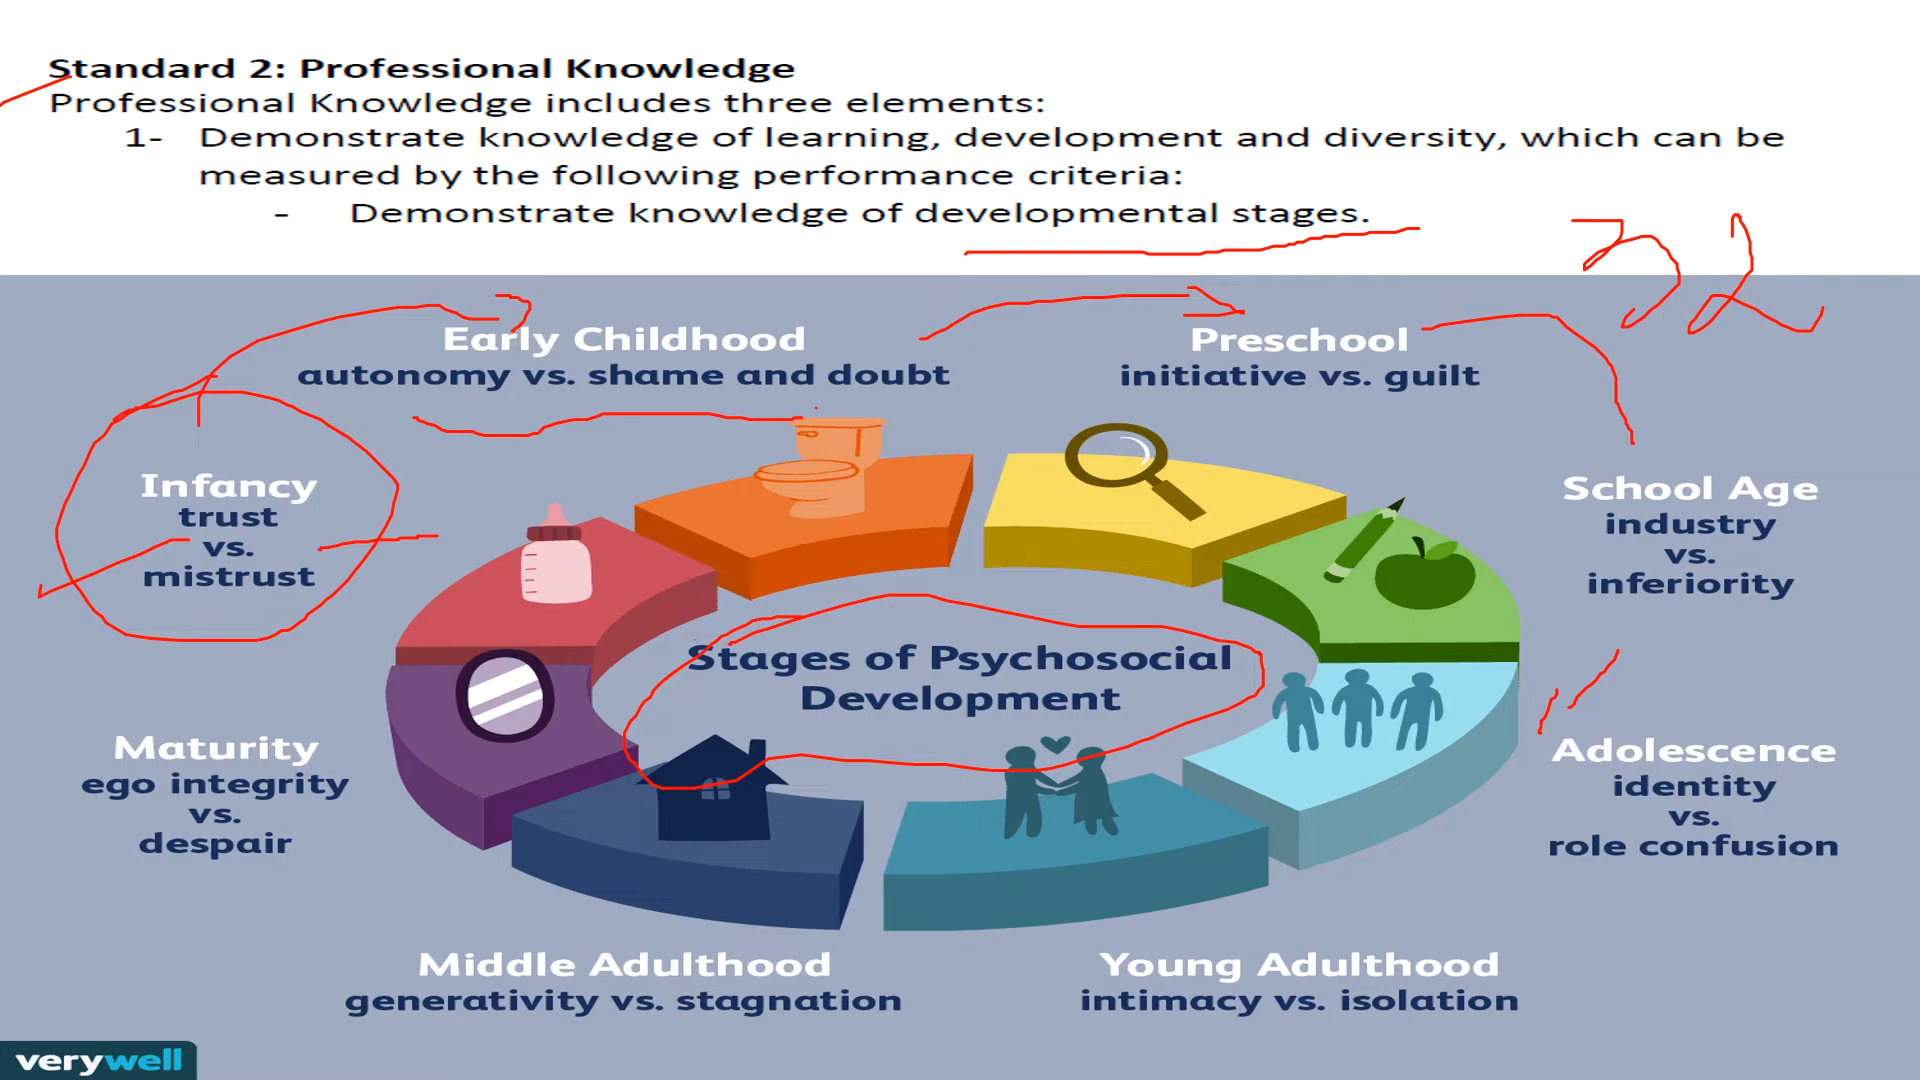 Standard 2: Professional Knowledge
Professional Knowledge includes three elements:
1- Demonstrate knowledge of learning, development and diversity, which can be
measured by the following performance criteria:
- Demonstrate knowledge of developmental stages.
Early Childhood
autonomy vs. shame and doubt
Preschool
initiative vs. guilt
Infancy
trust
vs.
mistrust
School Age
industry
vs.
inferiority
Stages of Psychosocial
Development
Maturity
ego integrity
vs.
despair
Adolescence
identity
vs.
role confusion
Middle Adulthood
generativity vs. stagnation
Young Adulthood
intimacy vs. isolation
verywell